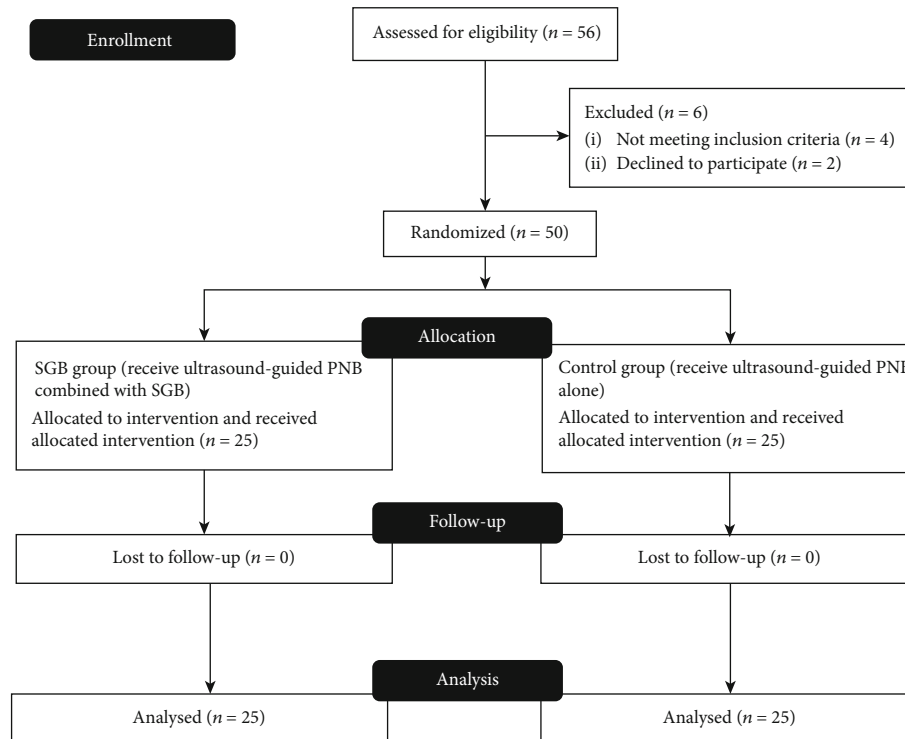 Enrollment
Assessed for eligibility (n = 56)
Excluded (n = 6)
(i) Not meeting inclusion criteria (n = 4)
(ii) Declined to participate (n = 2)
Randomized (n = 50)
Allocation
SGB group (receive ultrasound-guided PNB
combined with SGB)
Allocated to intervention and received
allocated intervention (n = 25)
Control group (receive ultrasound-guided PNB
alone)
Allocated to intervention and received
allocated intervention (n = 25)
Follow-up
Lost to follow-up (n = 0)
Lost to follow-up (n = 0)
Analysis
Analysed (n = 25)
Analysed (n = 25)